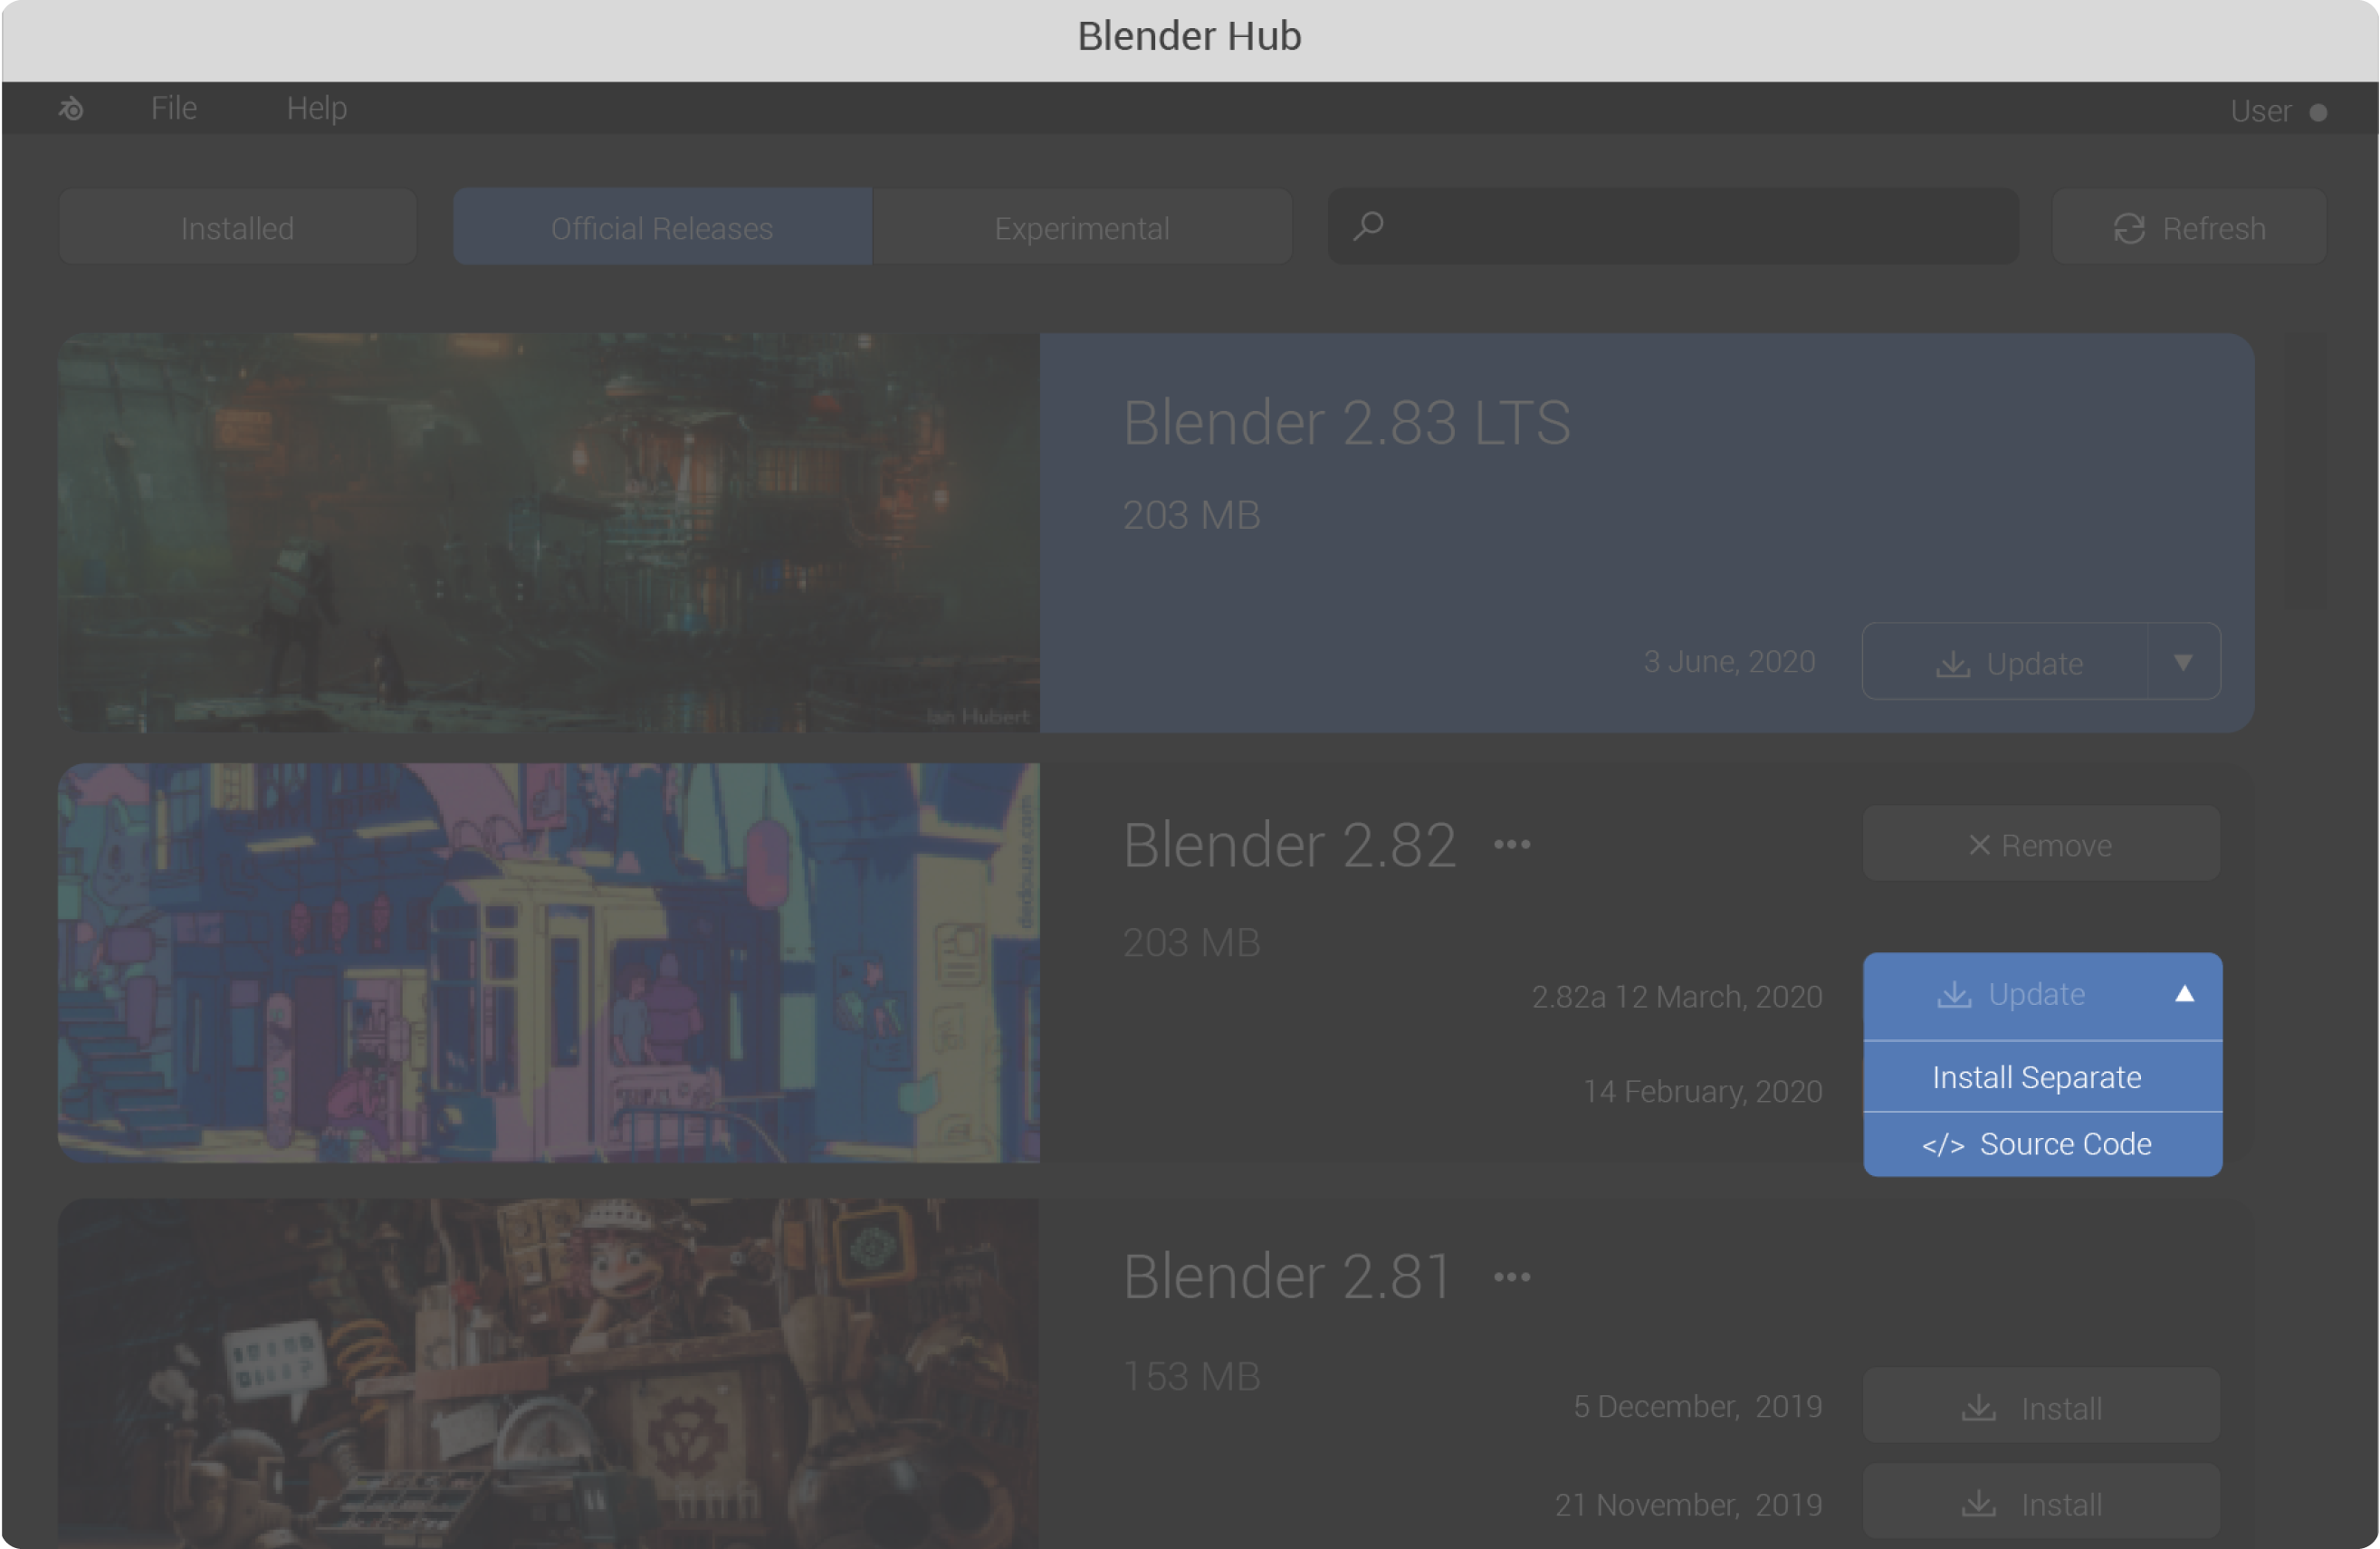 Blender Hub
File Help User
Installed Official Releases Experimental Refresh
Blender 2.83 LTS
203 MB
3 June, 2020 Update
Ian Hubert
Blender 2.82 ••• Remove
dedouze.com
203 MB
2.82a 12 March, 2020 Update
14 February, 2020 Install Separate
</> Source Code
Blender 2.81 •••
153 MB
5 December, 2019 Install
21 November, 2019 Install